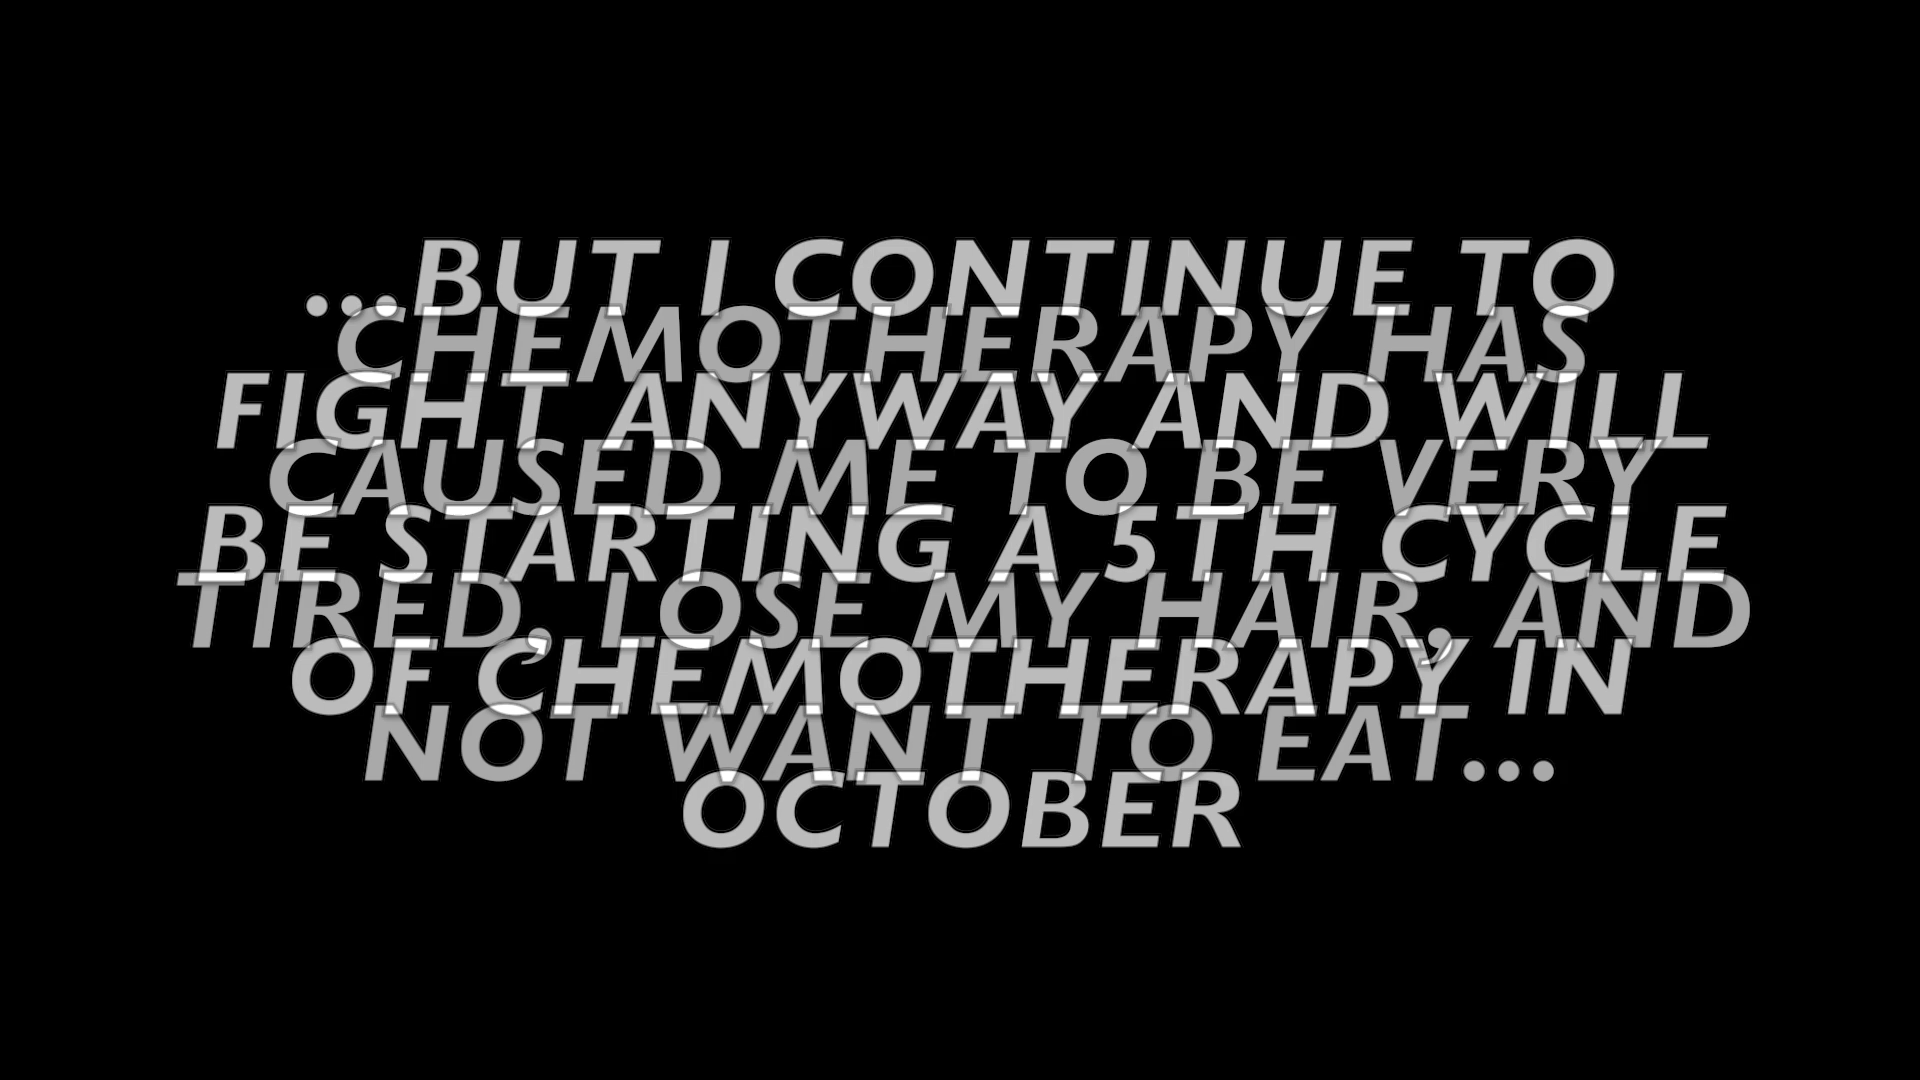 ...BUT I CONTINUE TO
CHEMOTHERAPY HAS
FIGHT ANYWAY AND WILL
CAUSED ME TO BE VERY
BE STARTING A 5TH CYCLE
TIRED, LOSE MY HAIR, AND
OF CHEMOTHERAPY IN
NOT WANT TO EAT...
OCTOBER